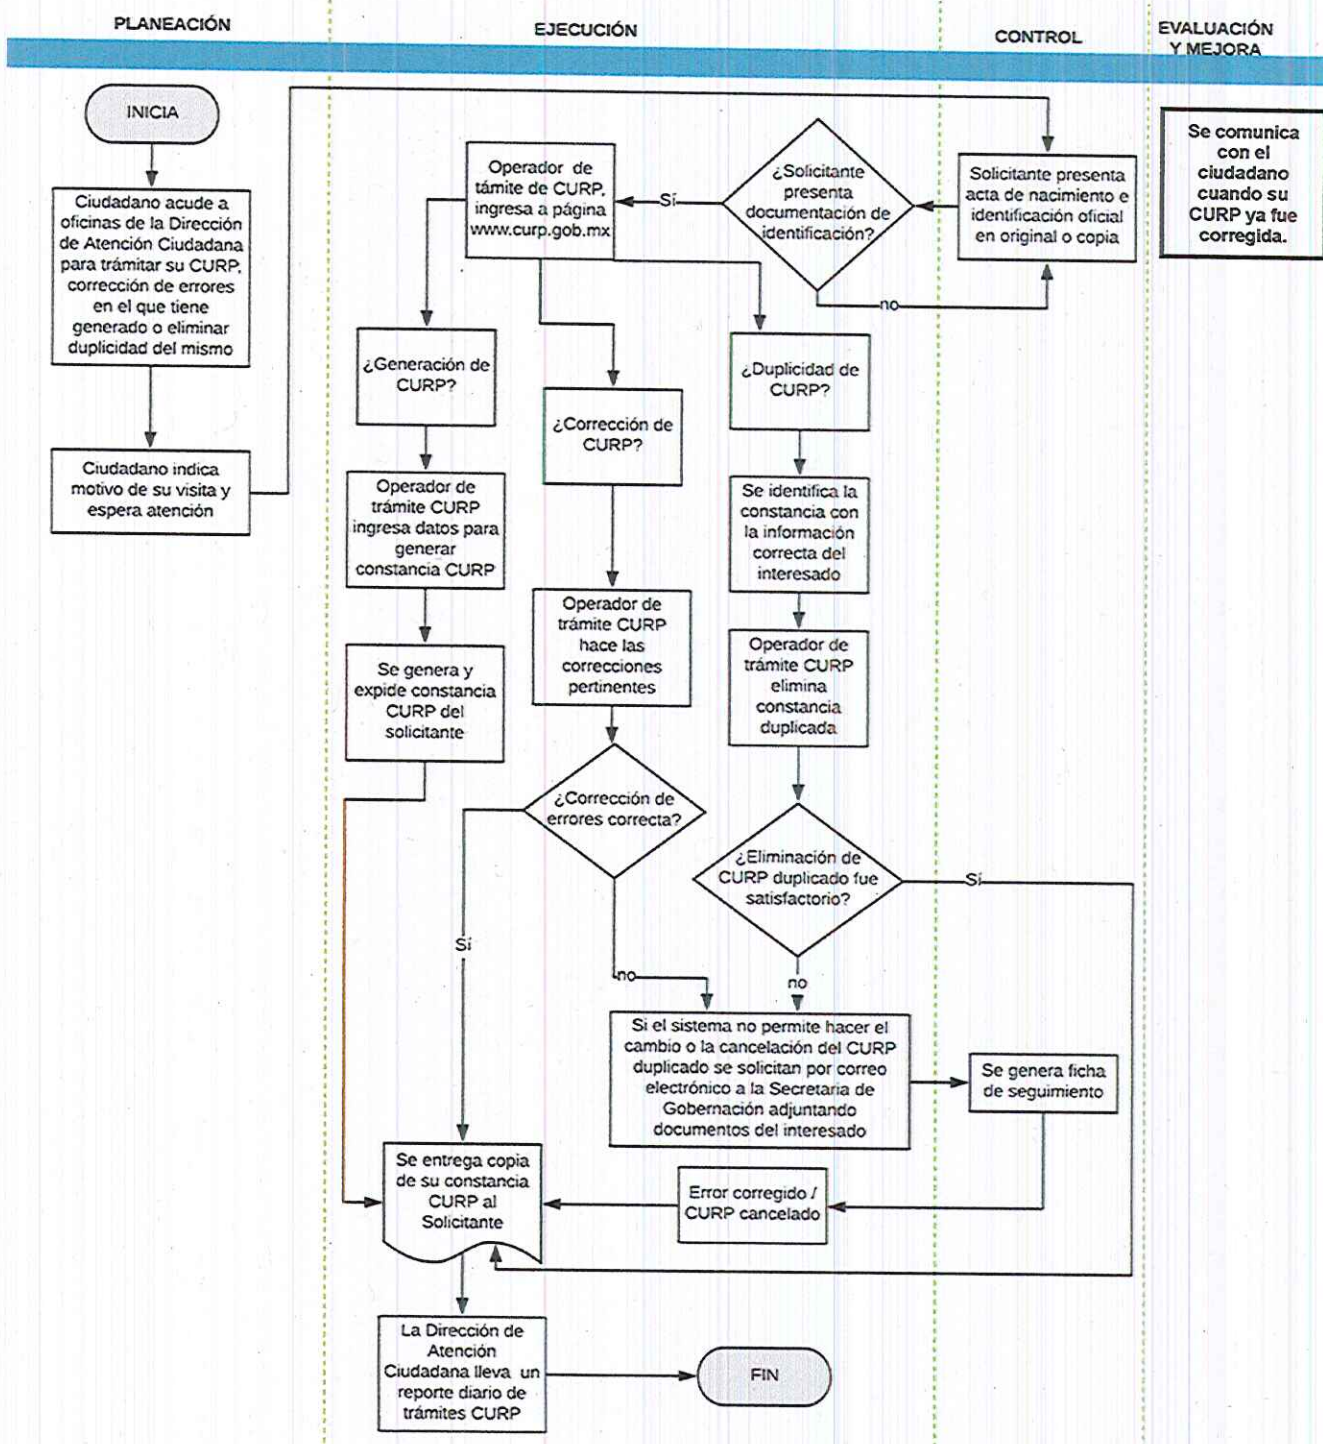 PLANEACIÓN
EJECUCIÓN
CONTROL
EVALUACIÓN
Y MEJORA
INICIA
Ciudadano acude a
oficinas de la Dirección
de Atención Ciudadana
para trámitar su CURP,
corrección de errores
en el que tiene
generado o eliminar
duplicidad del mismo
Ciudadano indica
motivo de su visita y
espera atención
Operador de
támite de CURP,
ingresa a página
www.curp.gob.mx
Sí
¿Solicitante
presenta
documentación de
identificación?
no
Solicitante presenta
acta de nacimiento e
identificación oficial
en original o copia
Se comunica
con el
ciudadano
cuando su
CURP ya fue
corregida.
¿Generación de
CURP?
Operador de
trámite CURP
ingresa datos para
generar
constancia CURP
Se genera y
expide constancia
CURP del
solicitante
¿Corrección de
CURP?
Operador de
trámite CURP
hace las
correcciones
pertinentes
¿Corrección de
errores correcta?
Sí
no
¿Duplicidad de
CURP?
Se identifica la
constancia con
la información
correcta del
interesado
Operador de
trámite CURP
elimina
constancia
duplicada
¿Eliminación de
CURP duplicado fue
satisfactorio?
Sí
no
Si el sistema no permite hacer el
cambio o la cancelación del CURP
duplicado se solicitan por correo
electrónico a la Secretaria de
Gobernación adjuntando
documentos del interesado
Se genera ficha
de seguimiento
Error corregido /
CURP cancelado
Se entrega copia
de su constancia
CURP al
Solicitante
La Dirección de
Atención
Ciudadana lleva un
reporte diario de
trámites CURP
FIN